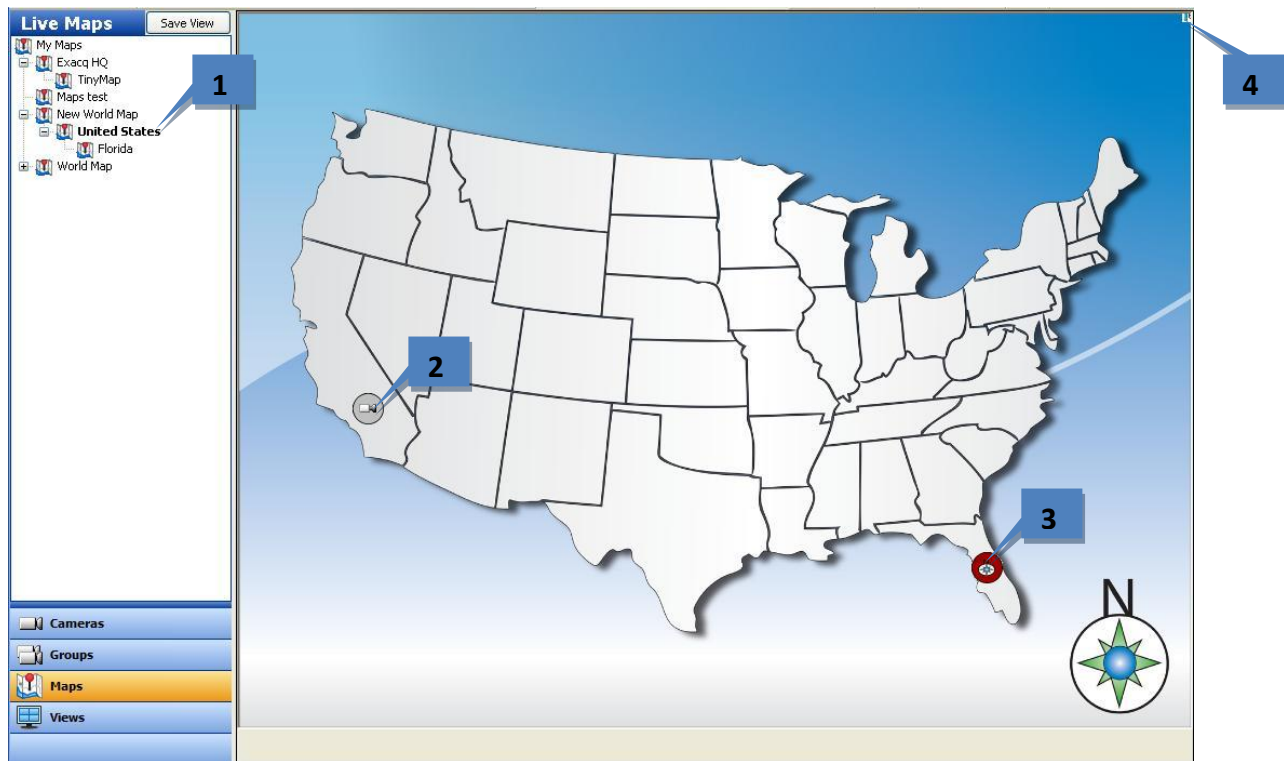 Live Maps
Save View
My Maps
Exacq HQ
TinyMap
Maps test
New World Map
United States
Florida
World Map
1
2
3
4
N
Cameras
Groups
Maps
Views